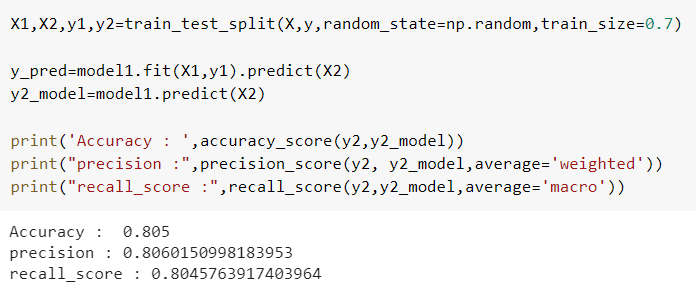 X1,X2,y1,y2=train_test_split(X,y,random_state=np.random,train_size=0.7)
y_pred=model1.fit(X1,y1).predict(X2)
y2_model=model1.predict(X2)
print('Accuracy : ',accuracy_score(y2,y2_model))
print("precision :",precision_score(y2, y2_model,average='weighted'))
print("recall_score :",recall_score(y2,y2_model,average='macro'))
Accuracy :  0.805
precision : 0.8060150998183953
recall_score : 0.8045763917403964